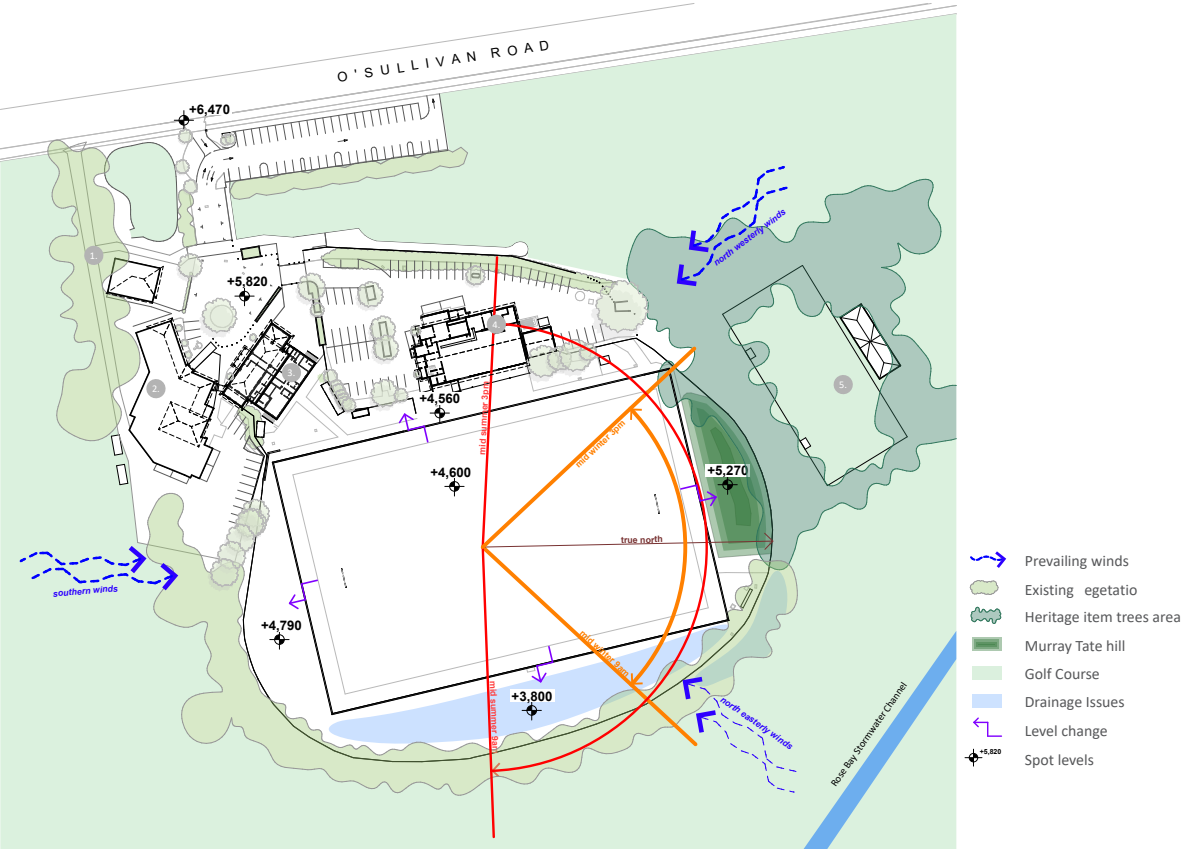 O'SULLIVAN ROAD
+6,470
1.
+5,820
north westerly winds
4.
2.
3.
5.
+4,560
mid summer 3pm
mid winter 3pm
+4,600
+5,270
true north
southern winds
+4,790
mid winter 9am
+3,800
mid summer 9am
north easterly winds
Rose Bay Stormwater Channel
Prevailing winds
Existing egetatio
Heritage item trees area
Murray Tate hill
Golf Course
Drainage Issues
Level change
+5,820
Spot levels